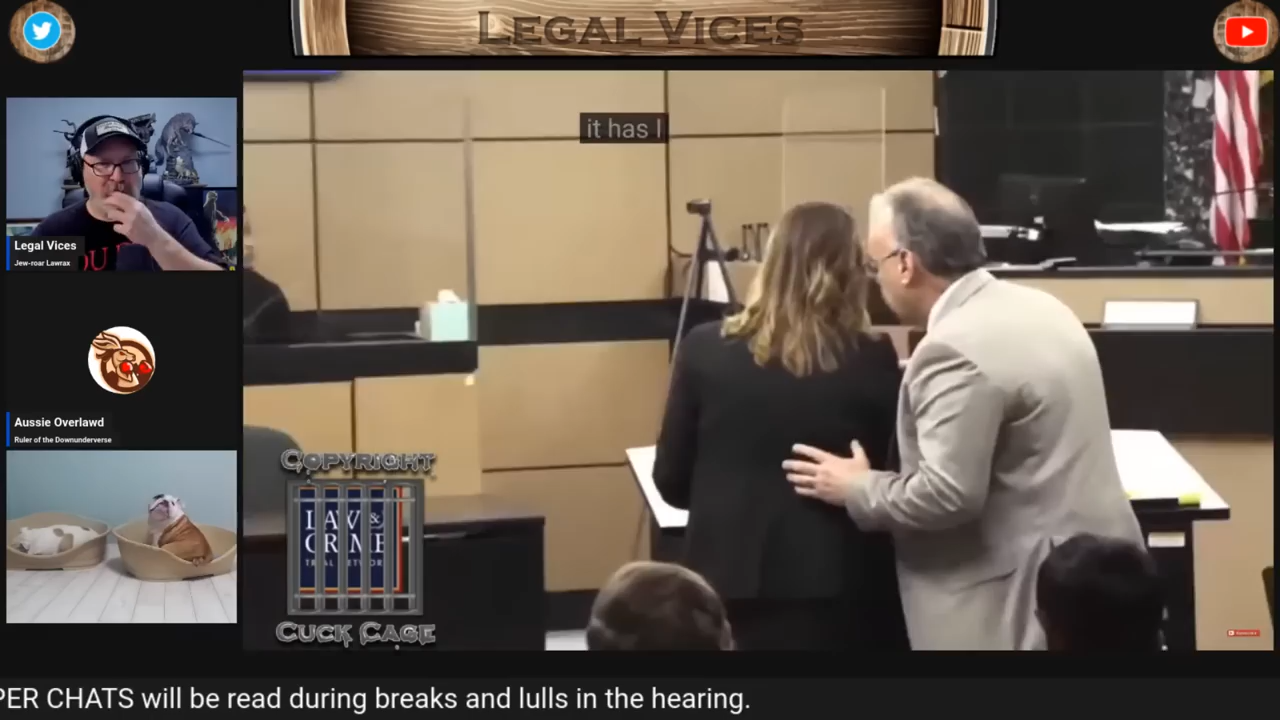 LEGAL VICES
it has I
Legal Vices
Jew-roar Lawrax
OU
Aussie Overlawd
Ruler of the Downunderverse
COPYRIGHT
LAW &
CRIME
CUCK CAGE
PER CHATS will be read during breaks and lulls in the hearing.